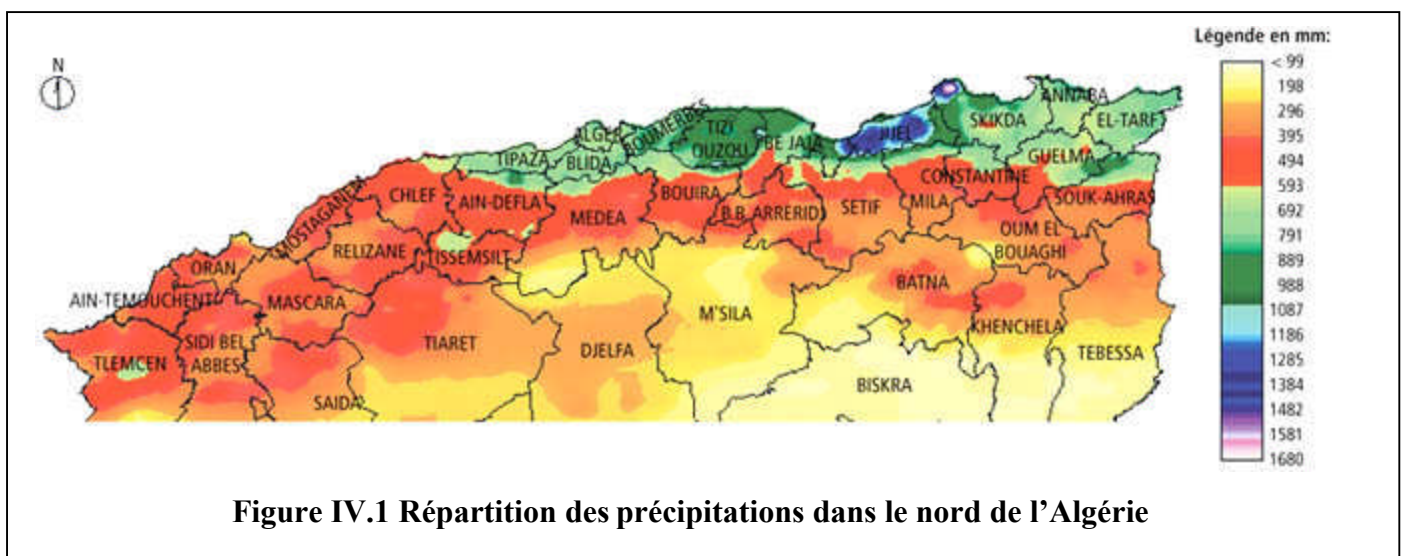 Légende en mm:
N
< 99
198
296
395
494
593
692
791
889
988
1087
1186
1285
1384
1482
1581
1680
ANNABA
SKIKDA
EL-TARF
ALGER
BOUMERBES
TIZI
OUZOU
BE JAIA
JIJEL
TIPAZA
BLIDA
GUELMA
CONSTANTINE
CHLEF
AIN-DEFLA
MEDEA
BOUIRA
B.B. ARRERIDJ
SETIF
MILA
SOUK-AHRAS
MOSTAGANEM
OUM EL
BOUAGHI
RELIZANE
TISSEMSILT
ORAN
BATNA
AIN-TEMOUCHENT
MASCARA
M'SILA
KHENCHELA
SIDI BEL
ABBES
TIARET
DJELFA
TEBESSA
TLEMCEN
BISKRA
SAIDA
Figure IV.1 Répartition des précipitations dans le nord de l’Algérie